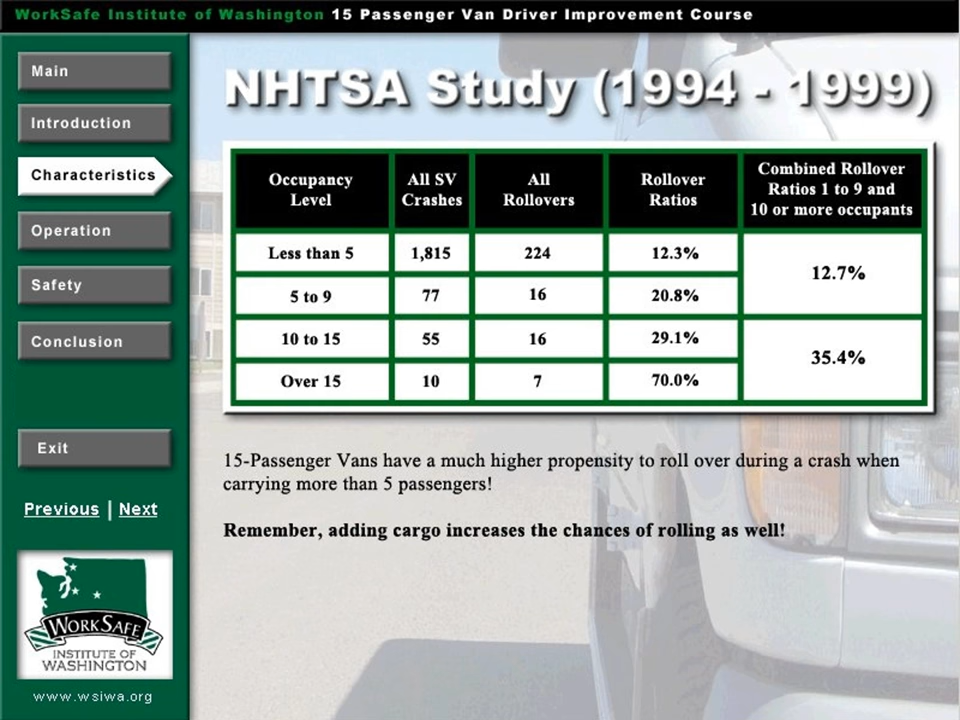 WorkSafe Institute of Washington 15 Passenger Van Driver Improvement Course
Main
Introduction
Characteristics
Operation
Safety
Conclusion
Exit
Previous | Next
WORKSAFE
INSTITUTE OF
WASHINGTON
www.wsiwa.org
NHTSA Study (1994 - 1999)
Occupancy
Level
All SV
Crashes
All
Rollovers
Rollover
Ratios
Combined Rollover
Ratios 1 to 9 and
10 or more occupants
Less than 5 1,815 224 12.3%
12.7%
5 to 9 77 16 20.8%
10 to 15 55 16 29.1%
35.4%
Over 15 10 7 70.0%
15-Passenger Vans have a much higher propensity to roll over during a crash when
carrying more than 5 passengers!
Remember, adding cargo increases the chances of rolling as well!